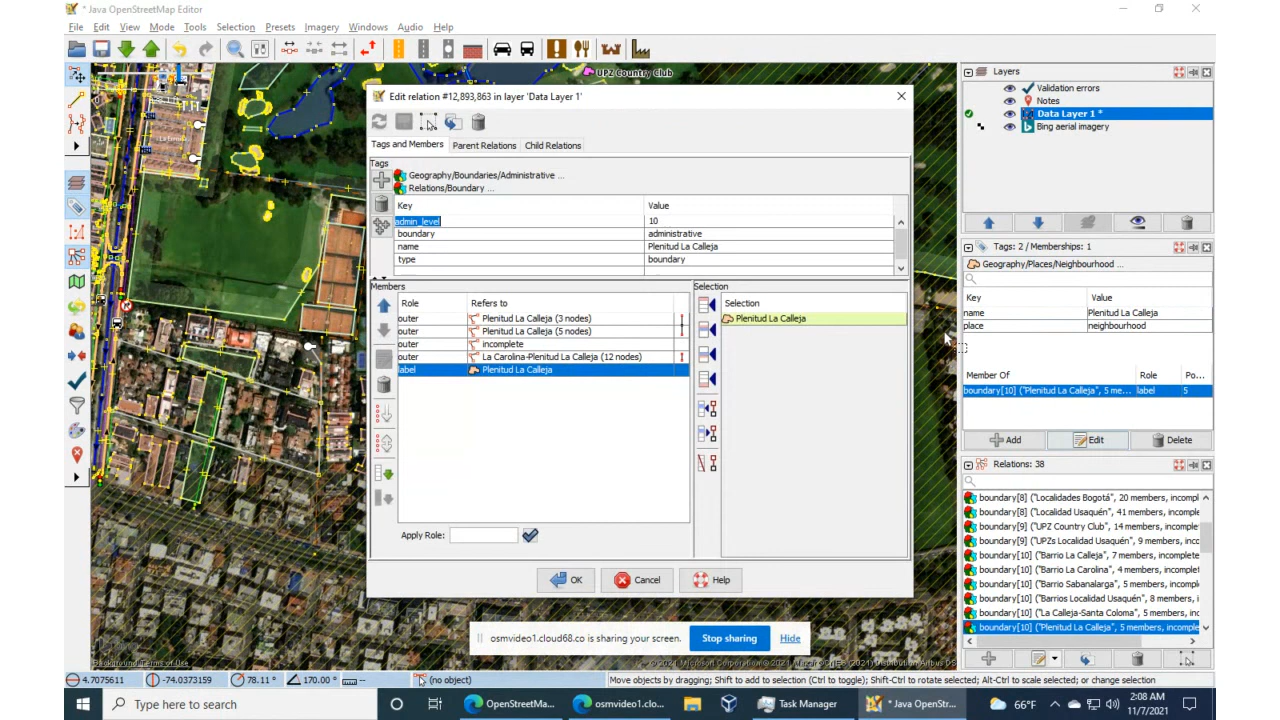 * Java OpenStreetMap Editor
File Edit View Mode Tools Selection Presets Imagery Windows Audio Help
UPZ Country Club
Edit relation #12,893,863 in layer 'Data Layer 1'
Tags and Members Parent Relations Child Relations
Tags
Geography/Boundaries/Administrative ...
Relations/Boundary ...
Key Value
admin_level 10
boundary administrative
name Plenitud La Calleja
type boundary
Members
Role Refers to
outer Plenitud La Calleja (3 nodes)
outer Plenitud La Calleja (5 nodes)
outer incomplete
outer La Carolina-Plenitud La Calleja (12 nodes)
label Plenitud La Calleja
Apply Role:
Selection
Selection
Plenitud La Calleja
OK Cancel Help
Layers
Validation errors
Notes
Data Layer 1 *
Bing aerial imagery
Tags: 2 / Memberships: 1
Geography/Places/Neighbourhood ...
Key Value
name Plenitud La Calleja
place neighbourhood
Member Of Role Po...
boundary[10] ("Plenitud La Calleja", 5 me... label 5
Add Edit Delete
Relations: 38
boundary[8] ("Localidades Bogotá", 20 members, incompl
boundary[8] ("Localidad Usaquén", 41 members, incomple
boundary[9] ("UPZ Country Club", 14 members, incomplete
boundary[9] ("UPZs Localidad Usaquén", 89 members, inco
boundary[10] ("Barrio La Calleja", 7 members, incomplete
boundary[10] ("Barrio La Carolina", 4 members, incomplete
boundary[10] ("Barrio Sabanalarga", 5 members, incomple
boundary[10] ("Barrios Localidad Usaquén", 8 members, in
boundary[10] ("La Calleja-Santa Coloma", 5 members, inco
boundary[10] ("Plenitud La Calleja", 5 members, incomple
osmvideo1.cloud68.co is sharing your screen. Stop sharing Hide
Background Terms of Use
4.7075611 -74.0373159 78.11 ° 170.00 ° -- (no object) Move objects by dragging; Shift to add to selection (Ctrl to toggle); Shift-Ctrl to rotate selected; Alt-Ctrl to scale selected; or change selection
Type here to search OpenStreetMa... osmvideo1.clo... Task Manager * Java OpenStr... 66°F 2:08 AM
11/7/2021